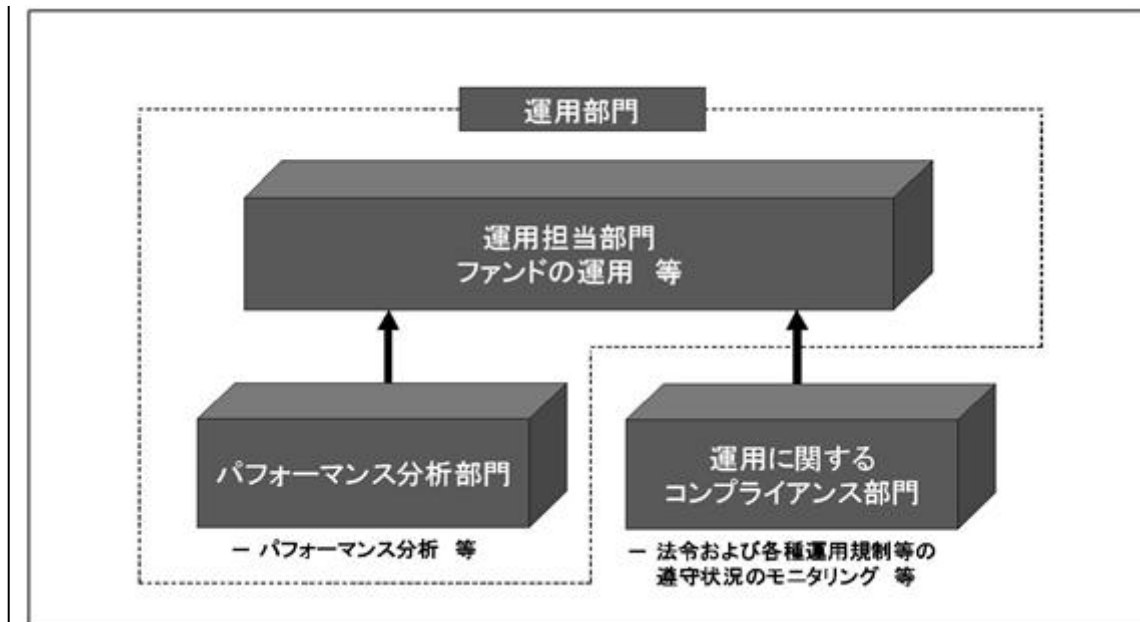 運用部門
運用担当部門
ファンドの運用　等
パフォーマンス分析部門
－ パフォーマンス分析　等
運用に関する
コンプライアンス部門
－ 法令および各種運用規制等の
遵守状況のモニタリング　等